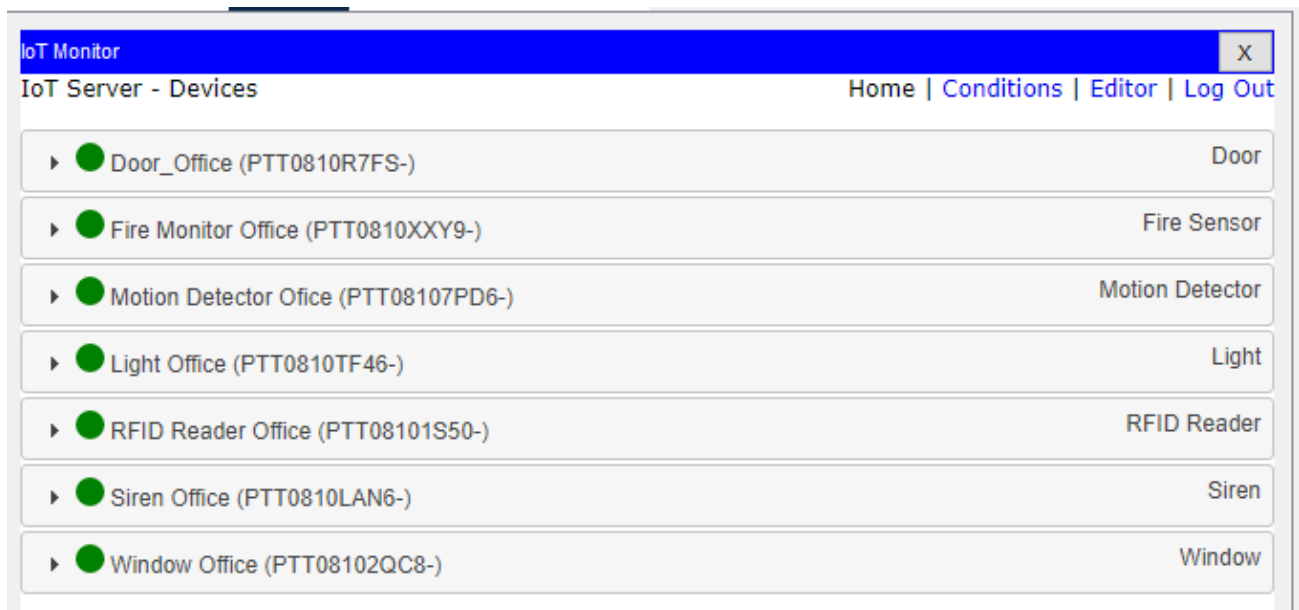 IoT Monitor X
IoT Server - Devices Home | Conditions | Editor | Log Out
Door_Office (PTT0810R7FS-) Door
Fire Monitor Office (PTT0810XXY9-) Fire Sensor
Motion Detector Ofice (PTT08107PD6-) Motion Detector
Light Office (PTT0810TF46-) Light
RFID Reader Office (PTT08101S50-) RFID Reader
Siren Office (PTT0810LAN6-) Siren
Window Office (PTT08102QC8-) Window